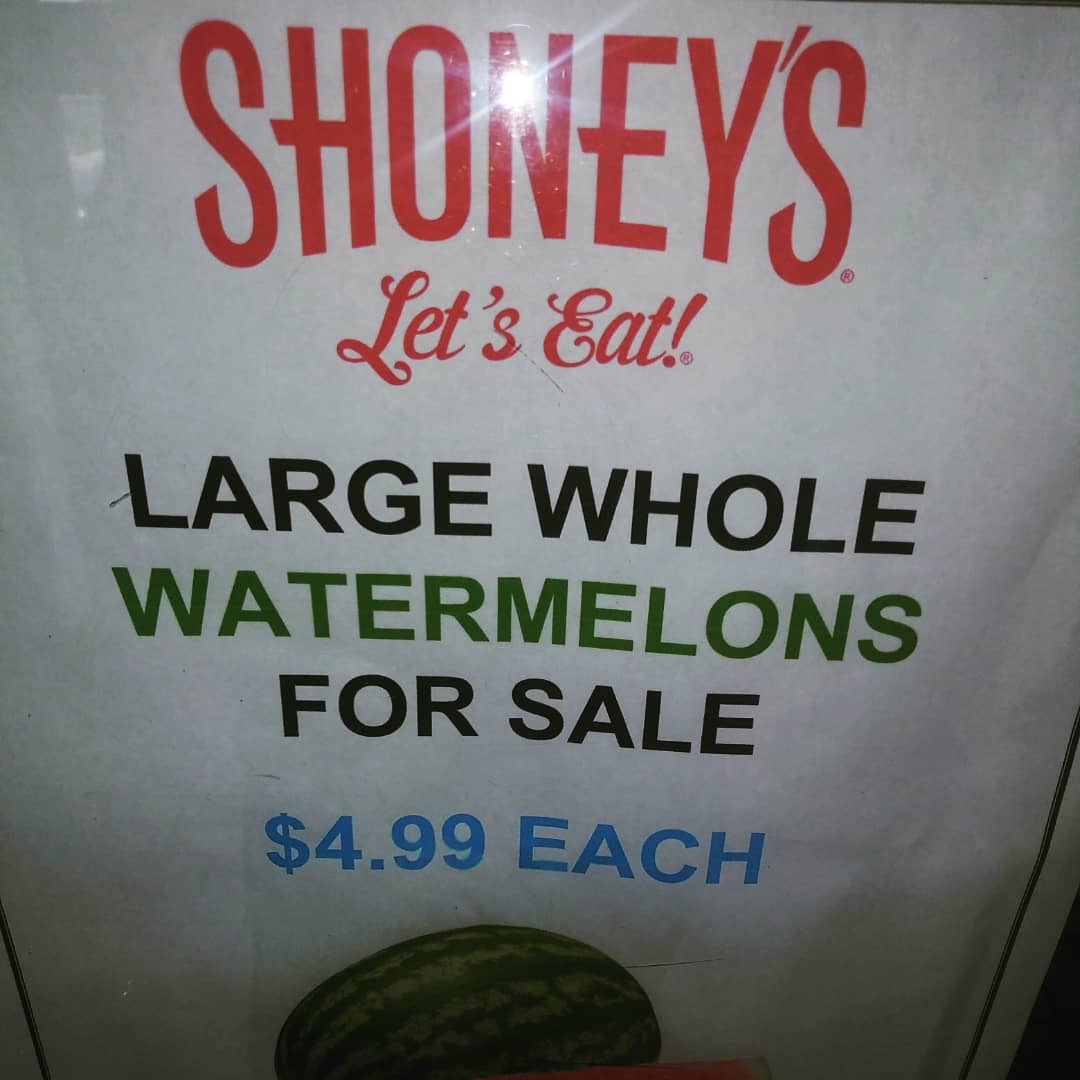 SHONEY'S®
Let's Eat!®
LARGE WHOLE
WATERMELONS
FOR SALE
$4.99 EACH